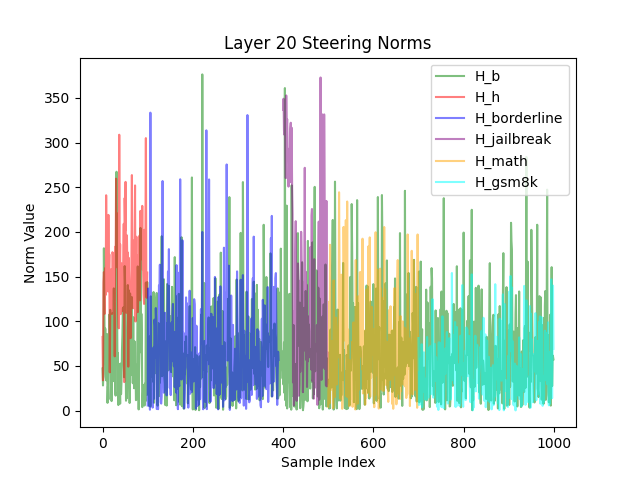 Layer 20 Steering Norms
H_b
H_h
H_borderline
H_jailbreak
H_math
H_gsm8k
350
300
250
200
150
100
50
0
Norm Value
0 200 400 600 800 1000
Sample Index